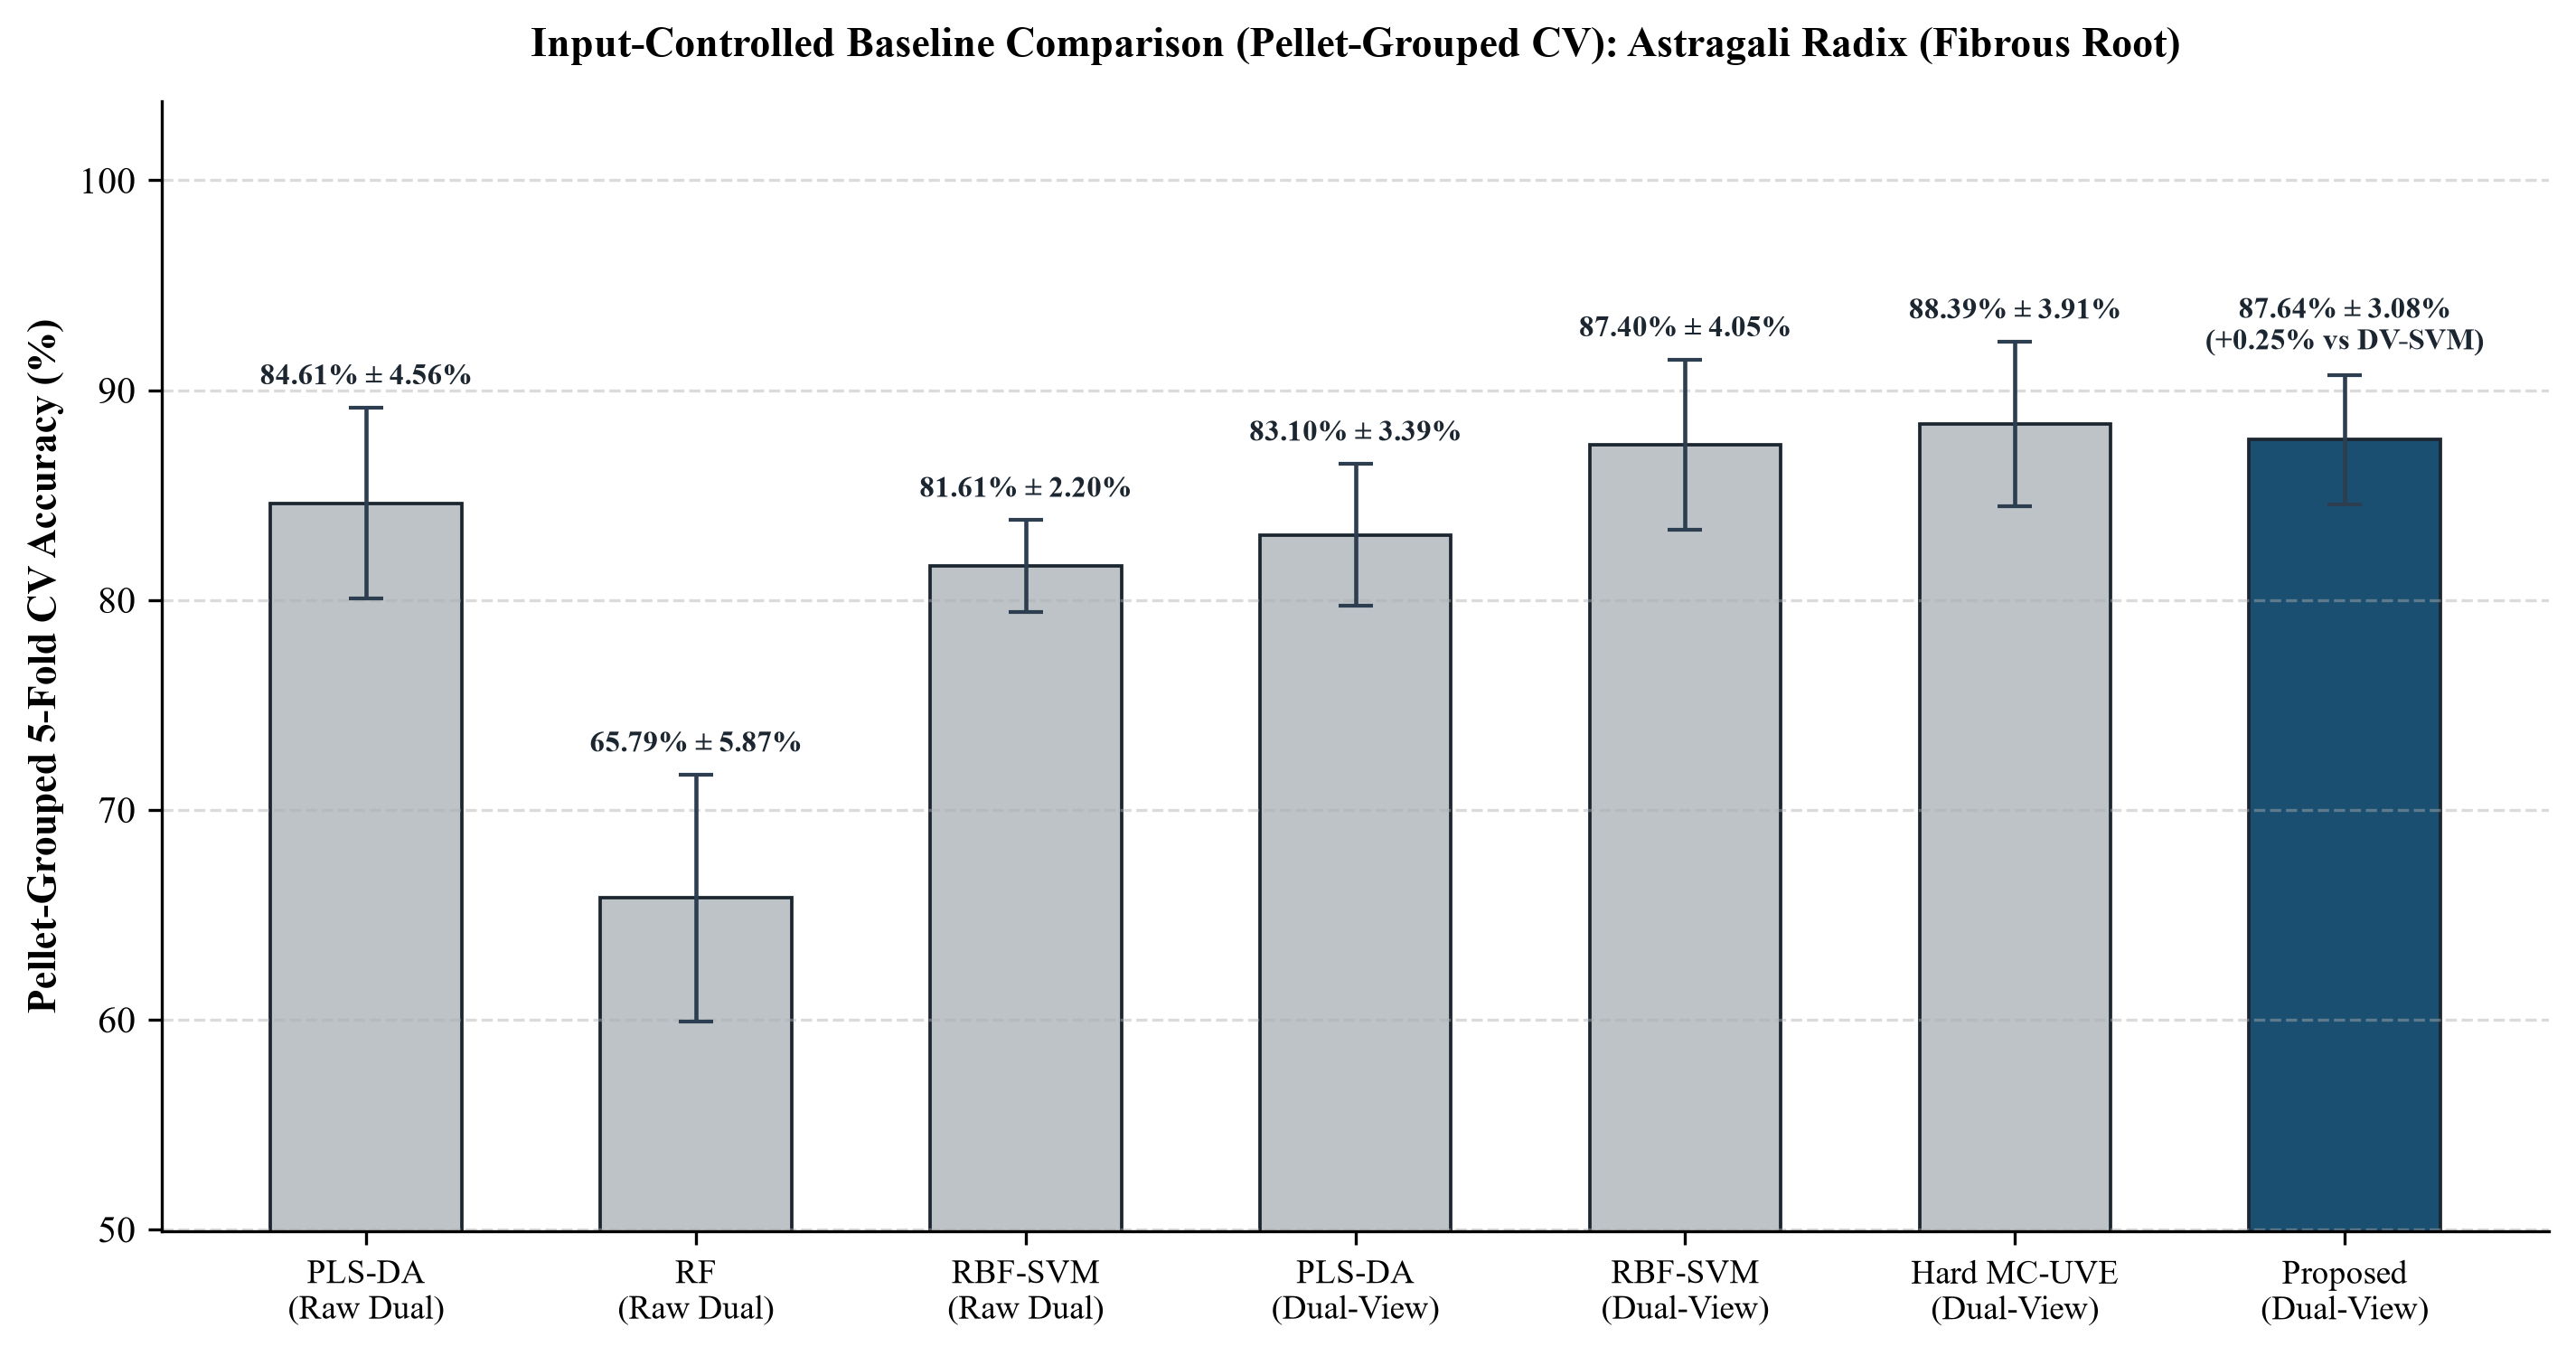 Input-Controlled Baseline Comparison (Pellet-Grouped CV): Astragali Radix (Fibrous Root)
Pellet-Grouped 5-Fold CV Accuracy (%)
100
90
80
70
60
50
84.61% ± 4.56%
65.79% ± 5.87%
81.61% ± 2.20%
83.10% ± 3.39%
87.40% ± 4.05%
88.39% ± 3.91%
87.64% ± 3.08%
(+0.25% vs DV-SVM)
PLS-DA
(Raw Dual)
RF
(Raw Dual)
RBF-SVM
(Raw Dual)
PLS-DA
(Dual-View)
RBF-SVM
(Dual-View)
Hard MC-UVE
(Dual-View)
Proposed
(Dual-View)